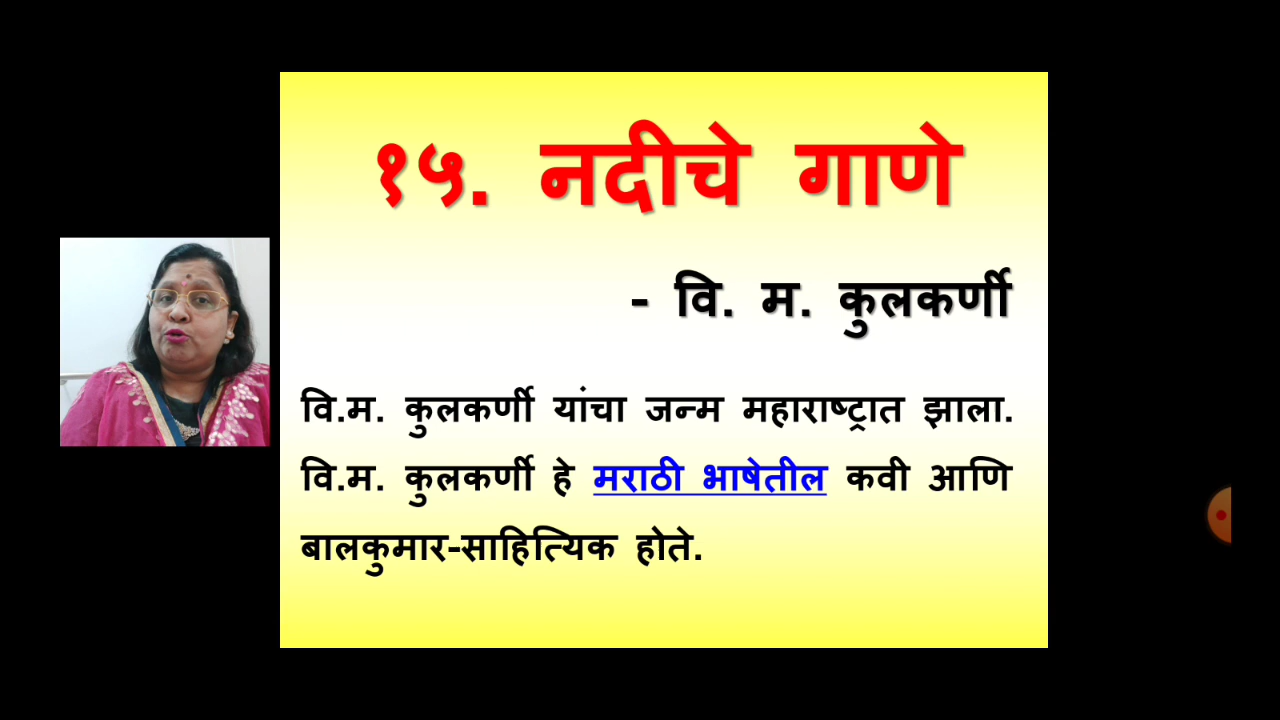 १५. नदीचे गाणे
- वि. म. कुलकर्णी
वि.म. कुलकर्णी यांचा जन्म महाराष्ट्रात झाला.
वि.म. कुलकर्णी हे मराठी भाषेतील कवी आणि
बालकुमार-साहित्यिक होते.